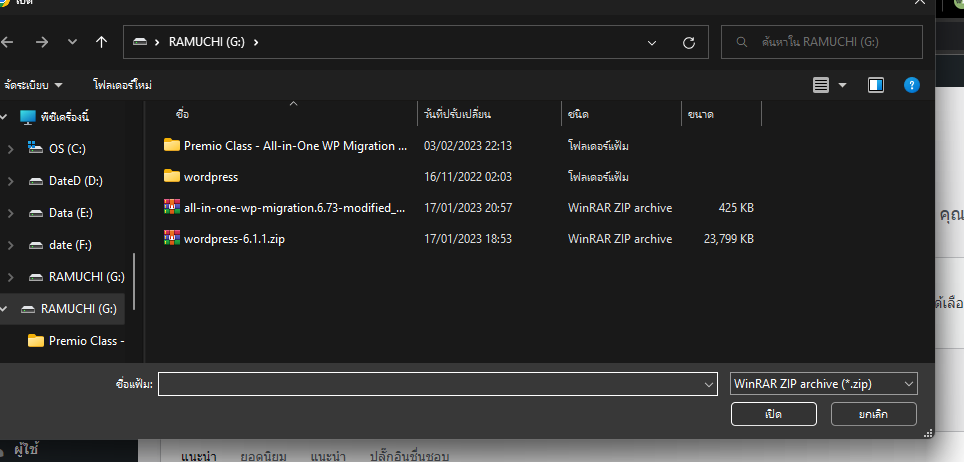 เปิด
RAMUCHI (G:)
ค้นหาใน RAMUCHI (G:)
จัดระเบียบ
โฟลเดอร์ใหม่
ชื่อ วันที่ปรับเปลี่ยน ชนิด ขนาด
Premio Class - All-in-One WP Migration ... 03/02/2023 22:13 โฟลเดอร์แฟ้ม
wordpress 16/11/2022 02:03 โฟลเดอร์แฟ้ม
all-in-one-wp-migration.6.73-modified_... 17/01/2023 20:57 WinRAR ZIP archive 425 KB
wordpress-6.1.1.zip 17/01/2023 18:53 WinRAR ZIP archive 23,799 KB
พีซีเครื่องนี้
OS (C:)
DateD (D:)
Data (E:)
date (F:)
RAMUCHI (G:)
RAMUCHI (G:)
Premio Class -
คุณ
ชื่อแฟ้ม:
WinRAR ZIP archive (*.zip)
เปิด
ยกเลิก
ผู้ใช้
แนะนำ ยอดนิยม แนะนำ ปลั๊กอินชื่นชอบ